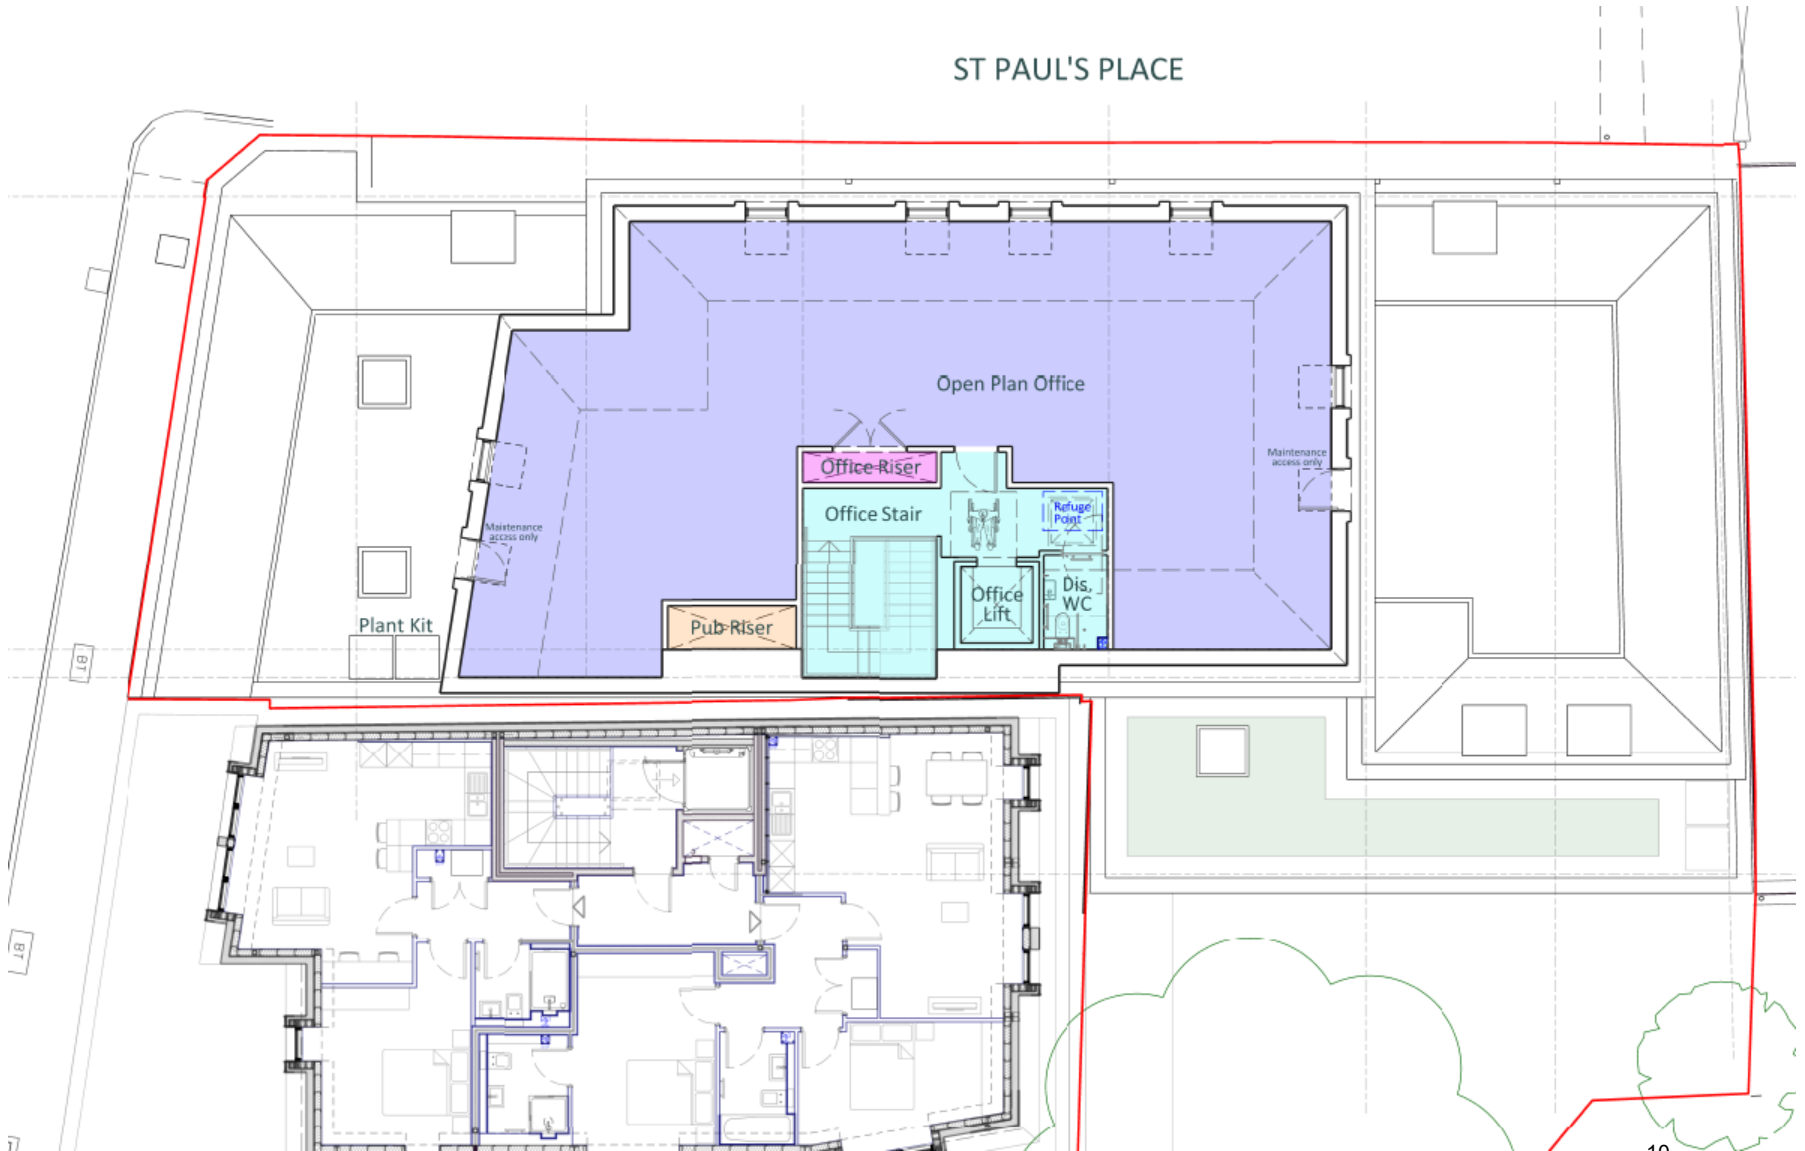 ST PAUL'S PLACE
Open Plan Office
Maintenance
access only
Office Riser
Office Stair
Refuge
Point
Maintenance
access only
Office
Lift
Dis.
WC
Plant Kit
Pub Riser
BT
BT